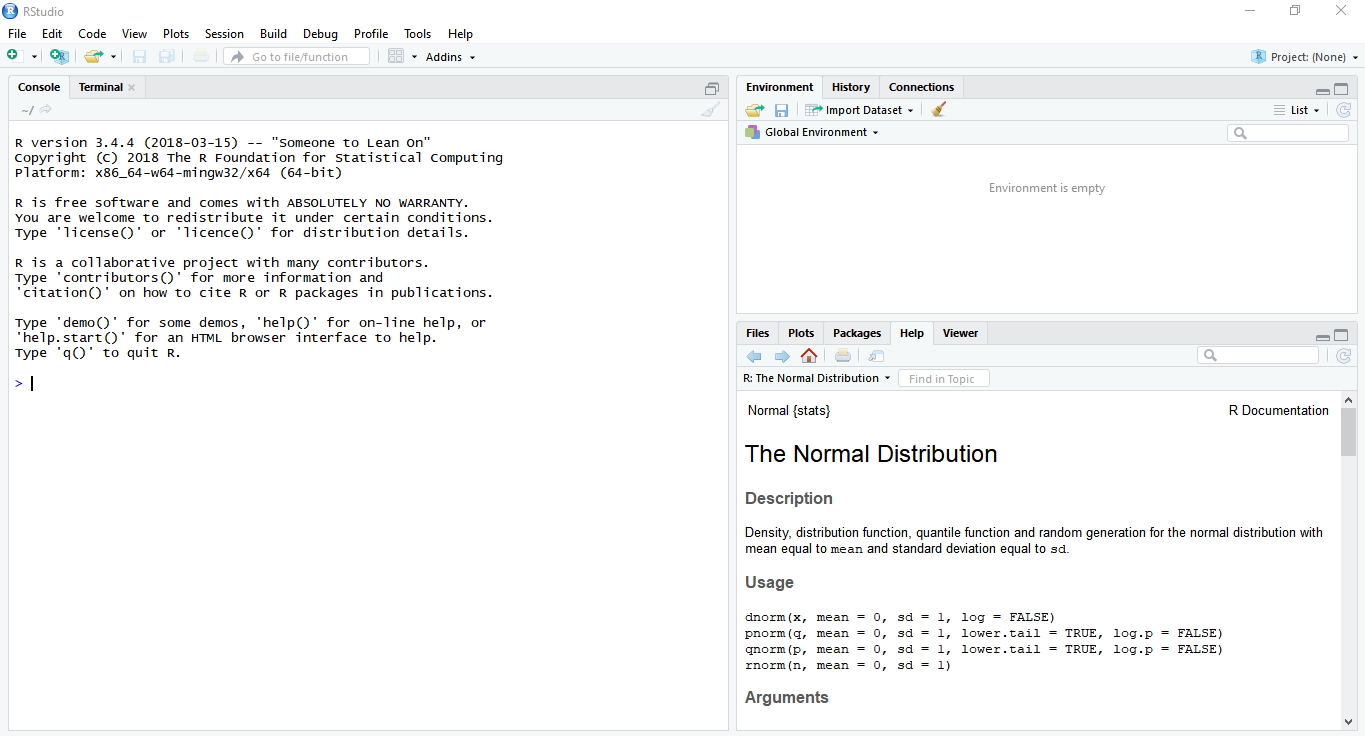 RStudio
File Edit Code View Plots Session Build Debug Profile Tools Help
Go to file/function Addins Project: (None)
Console Terminal
~/
R version 3.4.4 (2018-03-15) -- "Someone to Lean On"
Copyright (C) 2018 The R Foundation for Statistical Computing
Platform: x86_64-w64-mingw32/x64 (64-bit)
R is free software and comes with ABSOLUTELY NO WARRANTY.
You are welcome to redistribute it under certain conditions.
Type 'license()' or 'licence()' for distribution details.
R is a collaborative project with many contributors.
Type 'contributors()' for more information and
'citation()' on how to cite R or R packages in publications.
Type 'demo()' for some demos, 'help()' for on-line help, or
'help.start()' for an HTML browser interface to help.
Type 'q()' to quit R.
>
Environment History Connections
Import Dataset List
Global Environment
Environment is empty
Files Plots Packages Help Viewer
R: The Normal Distribution Find in Topic
Normal {stats} R Documentation
The Normal Distribution
Description
Density, distribution function, quantile function and random generation for the normal distribution with
mean equal to mean and standard deviation equal to sd.
Usage
dnorm(x, mean = 0, sd = 1, log = FALSE)
pnorm(q, mean = 0, sd = 1, lower.tail = TRUE, log.p = FALSE)
qnorm(p, mean = 0, sd = 1, lower.tail = TRUE, log.p = FALSE)
rnorm(n, mean = 0, sd = 1)
Arguments